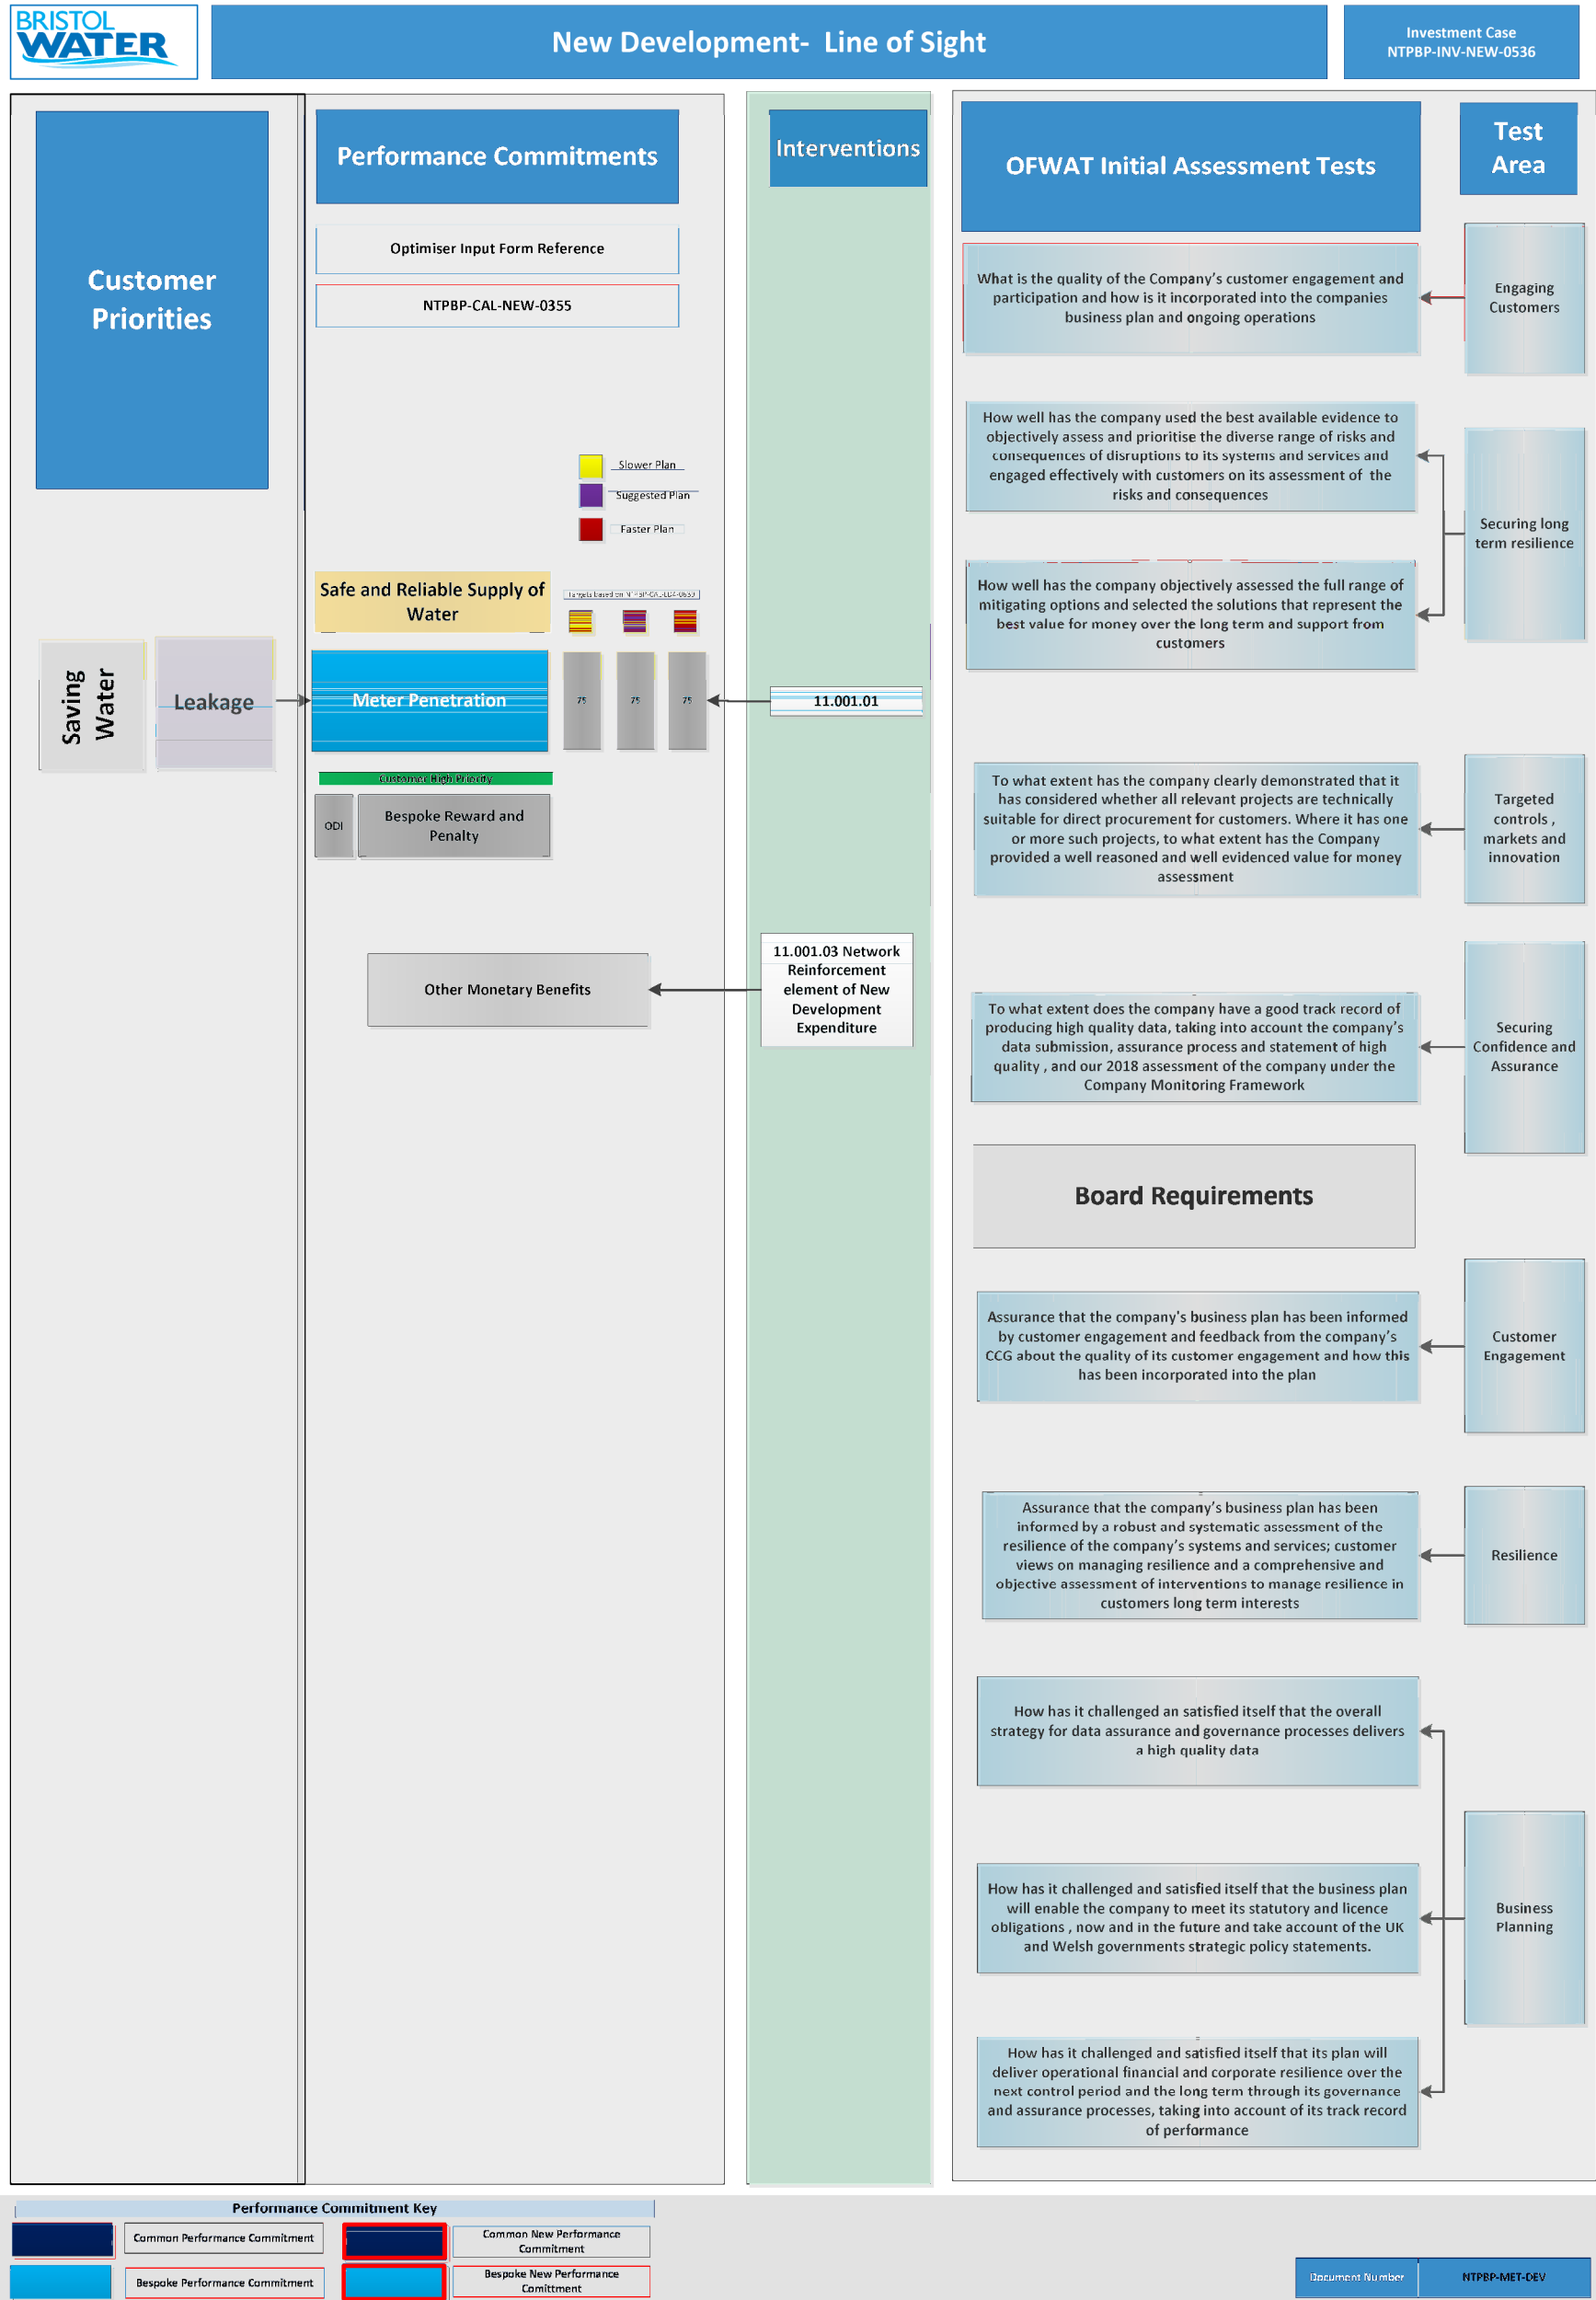 BRISTOL
WATER
New Development-  Line of Sight
Investment Case
NTPBP-INV-NEW-0536
Customer
Priorities
Performance Commitments
Optimiser Input Form Reference
NTPBP-CAL-NEW-0355
Slower Plan
Suggested Plan
Faster Plan
Safe and Reliable Supply of
Water
Targets based on
Saving
Water
Leakage
Meter Penetration
75
75
75
Customer High Priority
ODI
Bespoke Reward and
Penalty
Other Monetary Benefits
Interventions
11.001.01
11.001.03 Network
Reinforcement
element of New
Development
Expenditure
OFWAT Initial Assessment Tests
Test
Area
What is the quality of the Company's customer engagement and
participation and how is it incorporated into the companies
business plan and ongoing operations
Engaging
Customers
How well has the company used the best available evidence to
objectively assess and prioritise the diverse range of risks and
consequences of disruptions to its systems and services and
engaged effectively with customers on its assessment of  the
risks and consequences
Securing long
term resilience
How well has the company objectively assessed the full range of
mitigating options and selected the solutions that represent the
best value for money over the long term and support from
customers
To what extent has the company clearly demonstrated that it
has considered whether all relevant projects are technically
suitable for direct procurement for customers. Where it has one
or more such projects, to what extent has the Company
provided a well reasoned and well evidenced value for money
assessment
Targeted
controls ,
markets and
innovation
To what extent does the company have a good track record of
producing high quality data, taking into account the company's
data submission, assurance process and statement of high
quality , and our 2018 assessment of the company under the
Company Monitoring Framework
Securing
Confidence and
Assurance
Board Requirements
Assurance that the company's business plan has been informed
by customer engagement and feedback from the company's
CCG about the quality of its customer engagement and how this
has been incorporated into the plan
Customer
Engagement
Assurance that the company's business plan has been
informed by a robust and systematic assessment of the
resilience of the company's systems and services; customer
views on managing resilience and a comprehensive and
objective assessment of interventions to manage resilience in
customers long term interests
Resilience
How has it challenged an satisfied itself that the overall
strategy for data assurance and governance processes delivers
a high quality data
How has it challenged and satisfied itself that the business plan
will enable the company to meet its statutory and licence
obligations , now and in the future and take account of the UK
and Welsh governments strategic policy statements.
Business
Planning
How has it challenged and satisfied itself that its plan will
deliver operational financial and corporate resilience over the
next control period and the long term through its governance
and assurance processes, taking into account of its track record
of performance
Performance Commitment Key
Common Performance Commitment
Common New Performance
Commitment
Bespoke Performance Commitment
Bespoke New Performance
Comittment
Document Number
NTPBP-MET-DEV